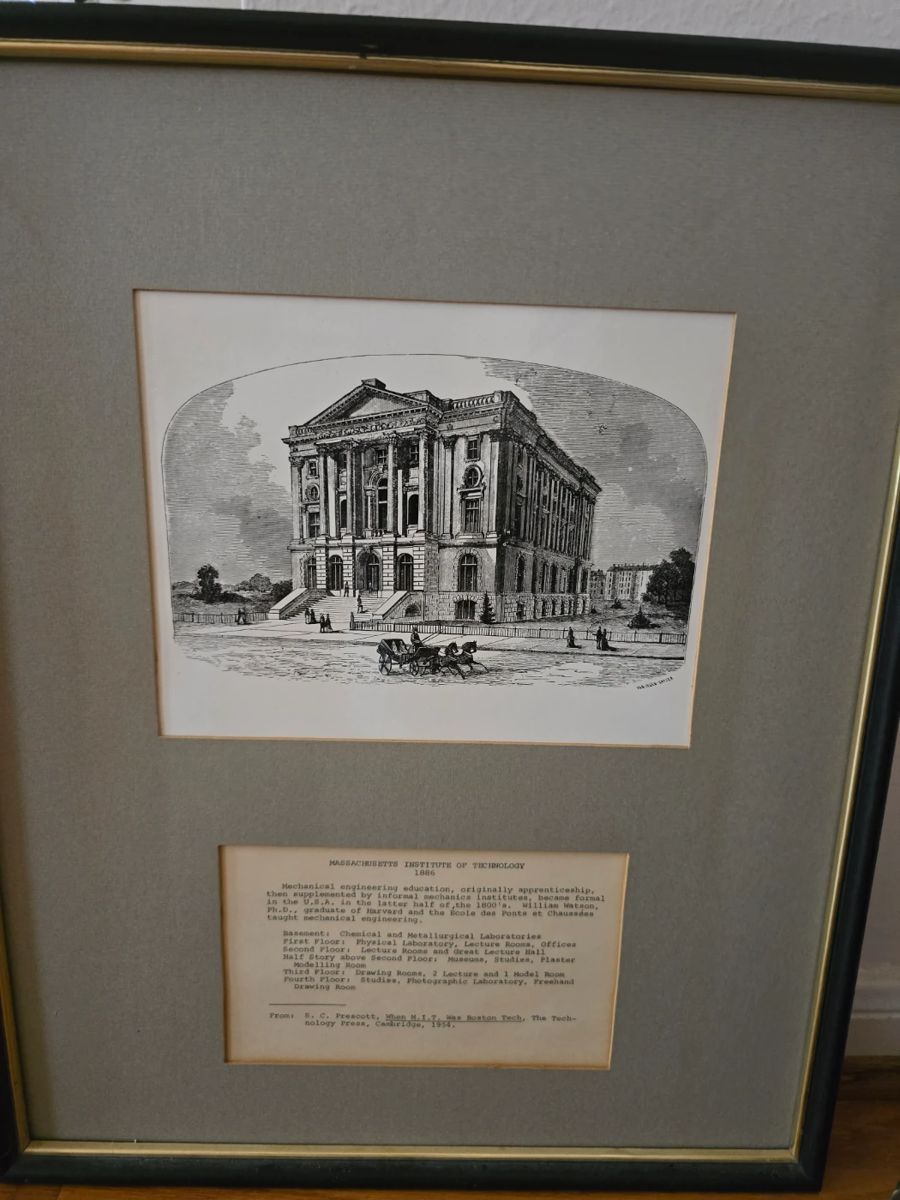 MASSACHUSETTS INSTITUTE OF TECHNOLOGY
1886
Mechanical engineering education, originally apprenticeship,
then supplemented by informal mechanics institutes, became formal
in the U.S.A. in the latter half of the 1800's. William Watson,
Ph.D., graduate of Harvard and the Ecole des Ponts et Chaussées
taught mechanical engineering.
Basement: Chemical and Metallurgical Laboratories
First Floor: Physical Laboratory, Lecture Rooms, Offices
Second Floor: Lecture Rooms and Great Lecture Hall
Half Story above Second Floor: Museums, Studies, Plaster
Modelling Room
Third Floor: Drawing Rooms, 2 Lecture and 1 Model Room
Fourth Floor: Studies, Photographic Laboratory, Freehand
Drawing Room
From: S. C. Prescott, When M.I.T. Was Boston Tech, The Tech-
nology Press, Cambridge, 1954.